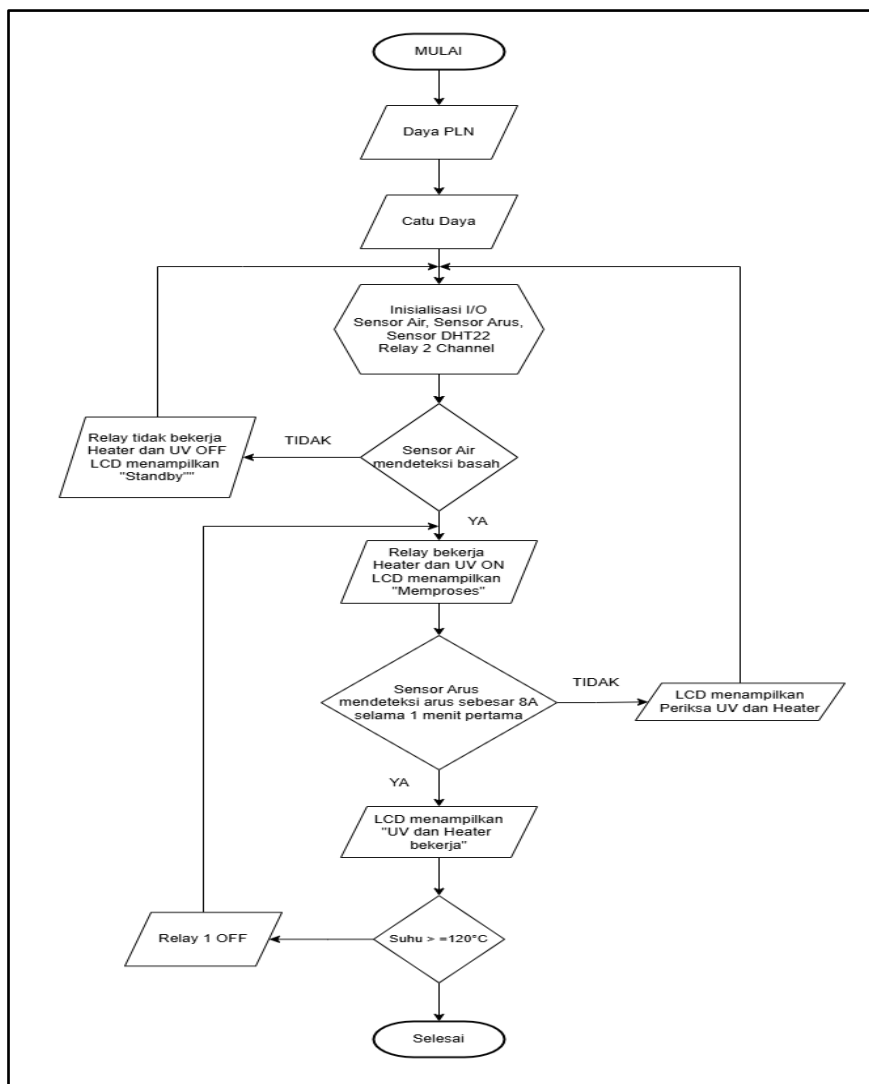 MULAI
Daya PLN
Catu Daya
Inisialisasi I/O
Sensor Air, Sensor Arus,
Sensor DHT22
Relay 2 Channel
Sensor Air
mendeteksi basah
TIDAK
Relay tidak bekerja
Heater dan UV OFF
LCD menampilkan
"Standby""
YA
Relay bekerja
Heater dan UV ON
LCD menampilkan
"Memproses"
Sensor Arus
mendeteksi arus sebesar 8A
selama 1 menit pertama
TIDAK
LCD menampilkan
Periksa UV dan Heater
YA
LCD menampilkan
"UV dan Heater
bekerja"
Suhu > =120°C
Relay 1 OFF
Selesai